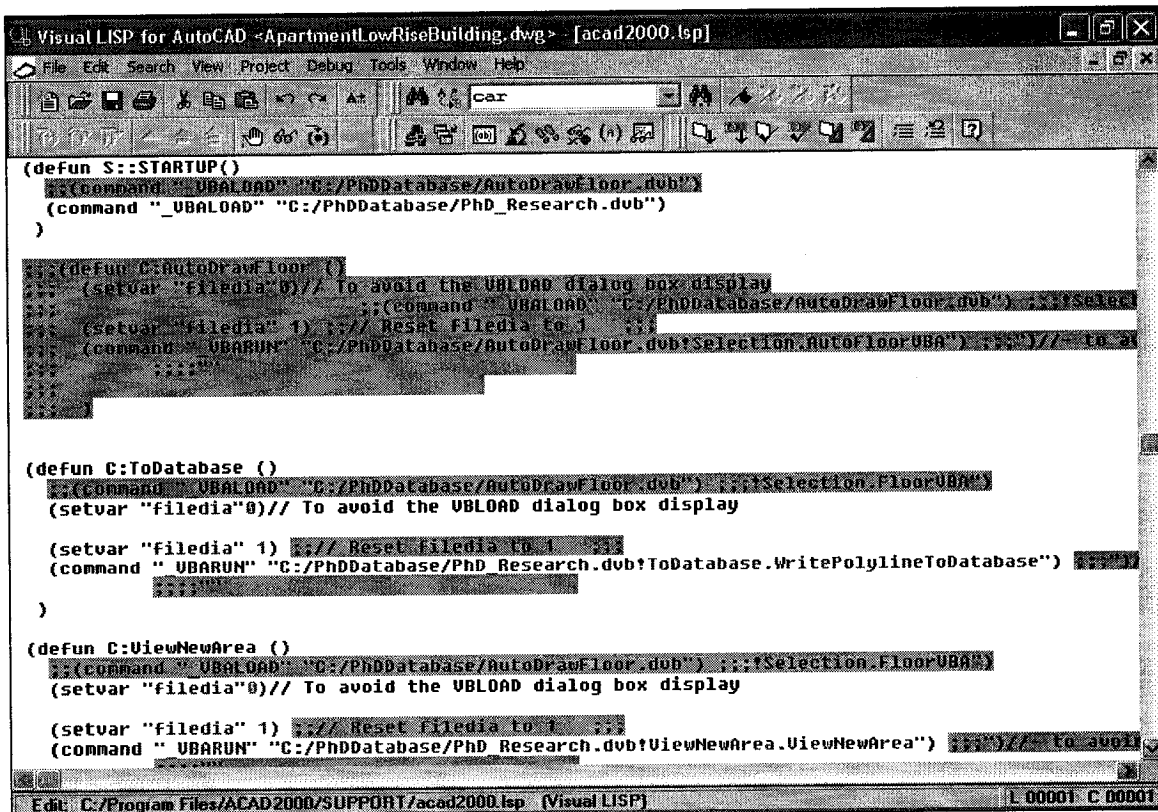 Visual LISP for AutoCAD <ApartmentLowRiseBuilding.dwg> - [acad2000.lsp]
File Edit Search View Project Debug Tools Window Help
car
(defun S::STARTUP()
;;(command "_VBALOAD" "C:/PhDDatabase/AutoDrawFloor.dvb")
(command "_VBALOAD" "C:/PhDDatabase/PhD_Research.dvb")
)
;;;(defun C:AutoDrawFloor ()
;;; (setvar "filedia"0)// To avoid the VBLOAD dialog box display
;;; ;;(command "_VBALOAD" "C:/PhDDatabase/AutoDrawFloor.dvb") ;;;!Select
;;; (setvar "filedia" 1) ;;// Reset Filedia to 1 ;;;
;;; (command "_VBARUN" "C:/PhDDatabase/AutoDrawFloor.dvb!Selection.AutoFloorVBA") ;;;")//- to av
;;; ;;;;""
;;;
;;;
;;; )
(defun C:ToDatabase ()
;;(command "_VBALOAD" "C:/PhDDatabase/AutoDrawFloor.dvb") ;;;!Selection.FloorVBA")
(setvar "filedia"0)// To avoid the VBLOAD dialog box display
(setvar "filedia" 1) ;;// Reset Filedia to 1 ;;;
(command "_VBARUN" "C:/PhDDatabase/PhD_Research.dvb!ToDatabase.WritePolylineToDatabase") ;;;")/
;;;;""
)
(defun C:ViewNewArea ()
;;(command "_VBALOAD" "C:/PhDDatabase/AutoDrawFloor.dvb") ;;;!Selection.FloorVBA")
(setvar "filedia"0)// To avoid the VBLOAD dialog box display
(setvar "filedia" 1) ;;// Reset Filedia to 1 ;;;
(command "_VBARUN" "C:/PhDDatabase/PhD_Research.dvb!ViewNewArea.ViewNewArea") ;;;")//- to avoi
Edit: C:/Program Files/ACAD2000/SUPPORT/acad2000.lsp (Visual LISP)
L 00001 C 00001